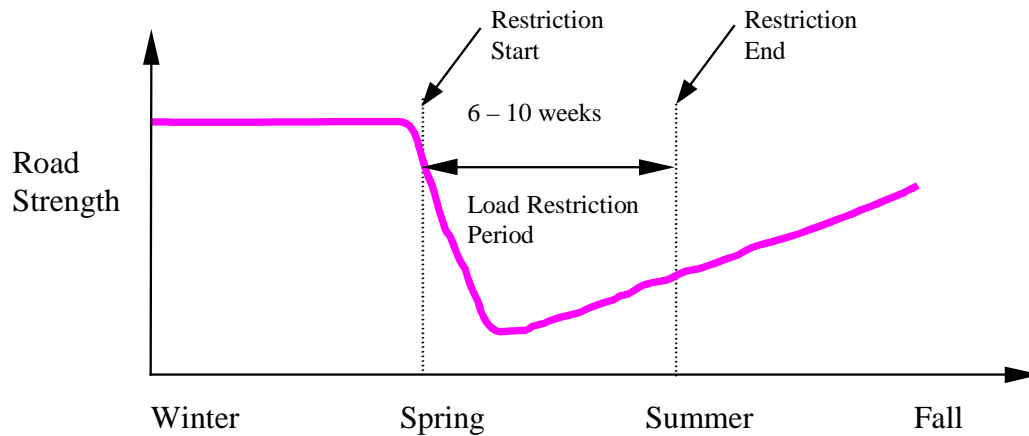 Restriction
Start
Restriction
End
6 – 10 weeks
Road
Strength
Load Restriction
Period
Winter
Spring
Summer
Fall